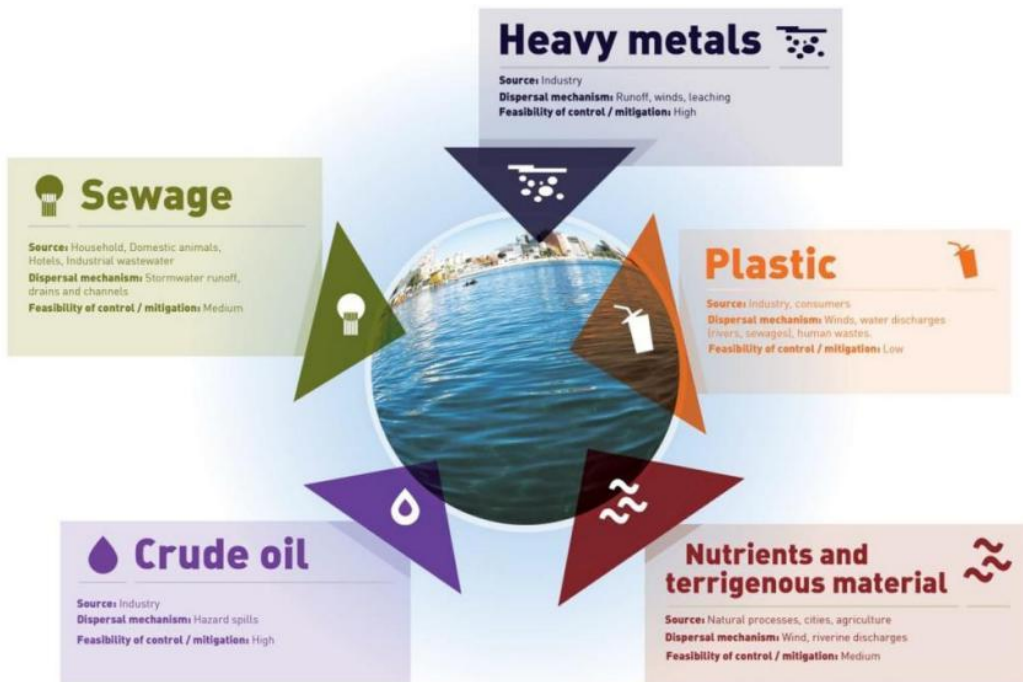 Heavy metals
Source: Industry
Dispersal mechanism: Runoff, winds, leaching
Feasibility of control / mitigation: High
Sewage
Source: Household, Domestic animals,
Hotels, Industrial wastewater
Dispersal mechanism: Stormwater runoff,
drains and channels
Feasibility of control / mitigation: Medium
Plastic
Source: Industry, consumers
Dispersal mechanism: Winds, water discharges
(rivers, sewages), human wastes.
Feasibility of control / mitigation: Low
Crude oil
Source: Industry
Dispersal mechanism: Hazard spills
Feasibility of control / mitigation: High
Nutrients and
terrigenous material
Source: Natural processes, cities, agriculture
Dispersal mechanism: Wind, riverine discharges
Feasibility of control / mitigation: Medium